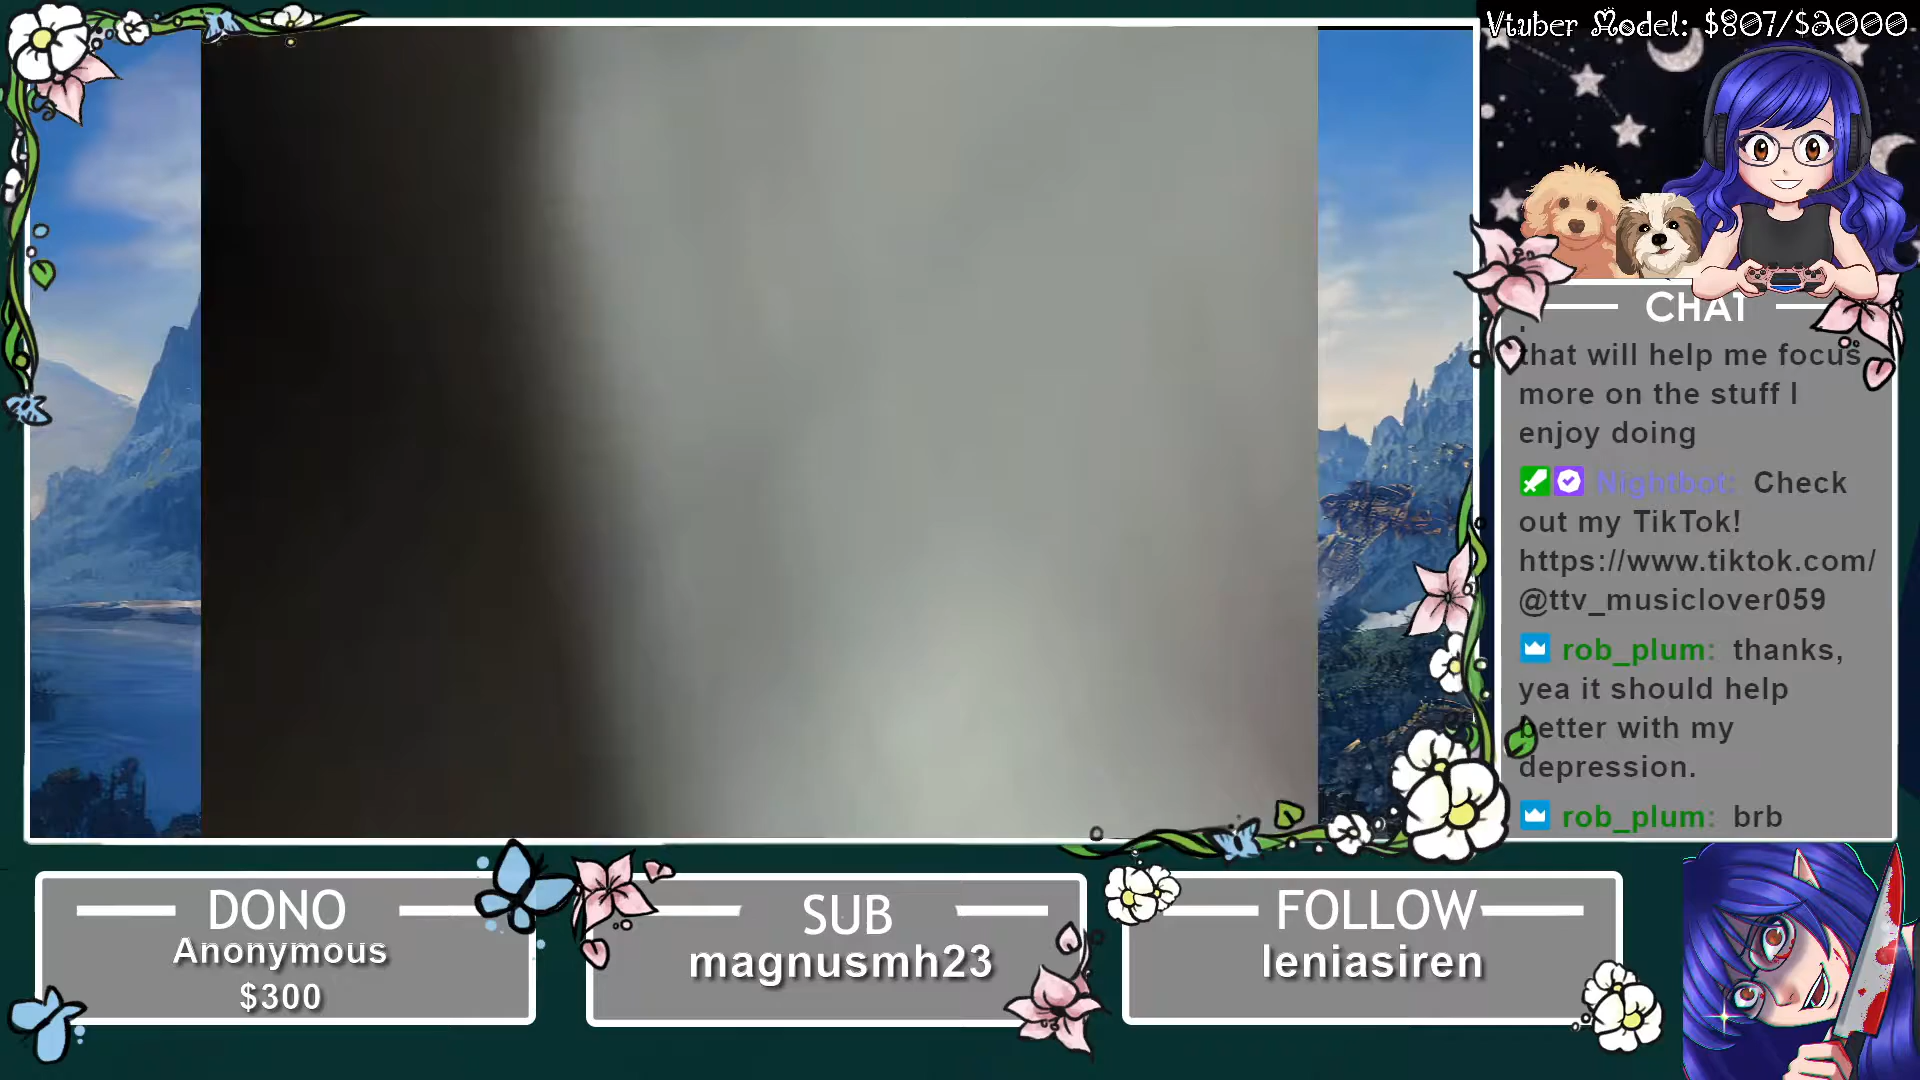 Vtuber Model: $807/$2000
CHAT
that will help me focus
more on the stuff I
enjoy doing
Nightbot: Check
out my TikTok!
https://www.tiktok.com/
@ttv_musiclover059
rob_plum: thanks,
yea it should help
better with my
depression.
rob_plum: brb
DONO
Anonymous
$300
SUB
magnusmh23
FOLLOW
leniasiren